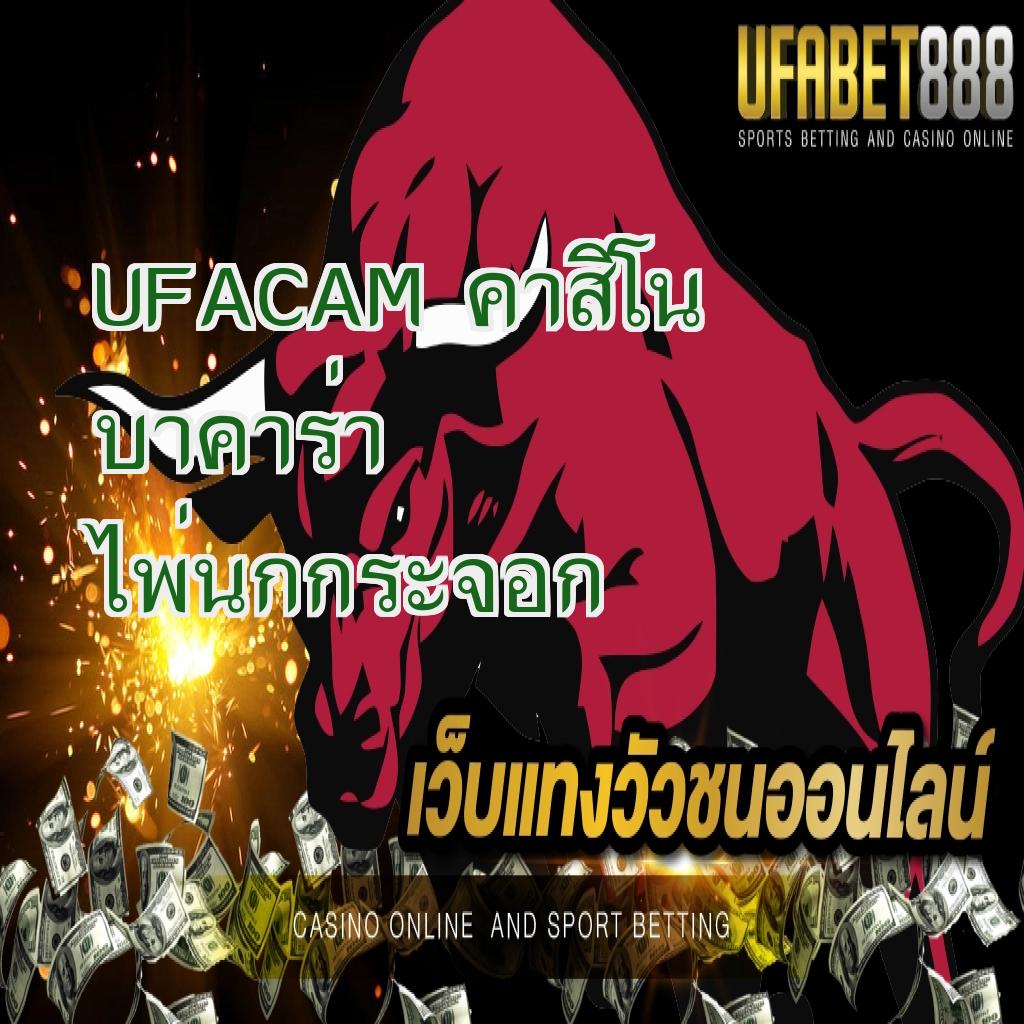 UFABET888
SPORTS BETTING AND CASINO ONLINE
UFACAM คาสิโน
บาคาร่า
ไพ่นกกระจอก
เว็บแทงวัวชนออนไลน์
CASINO ONLINE AND SPORT BETTING